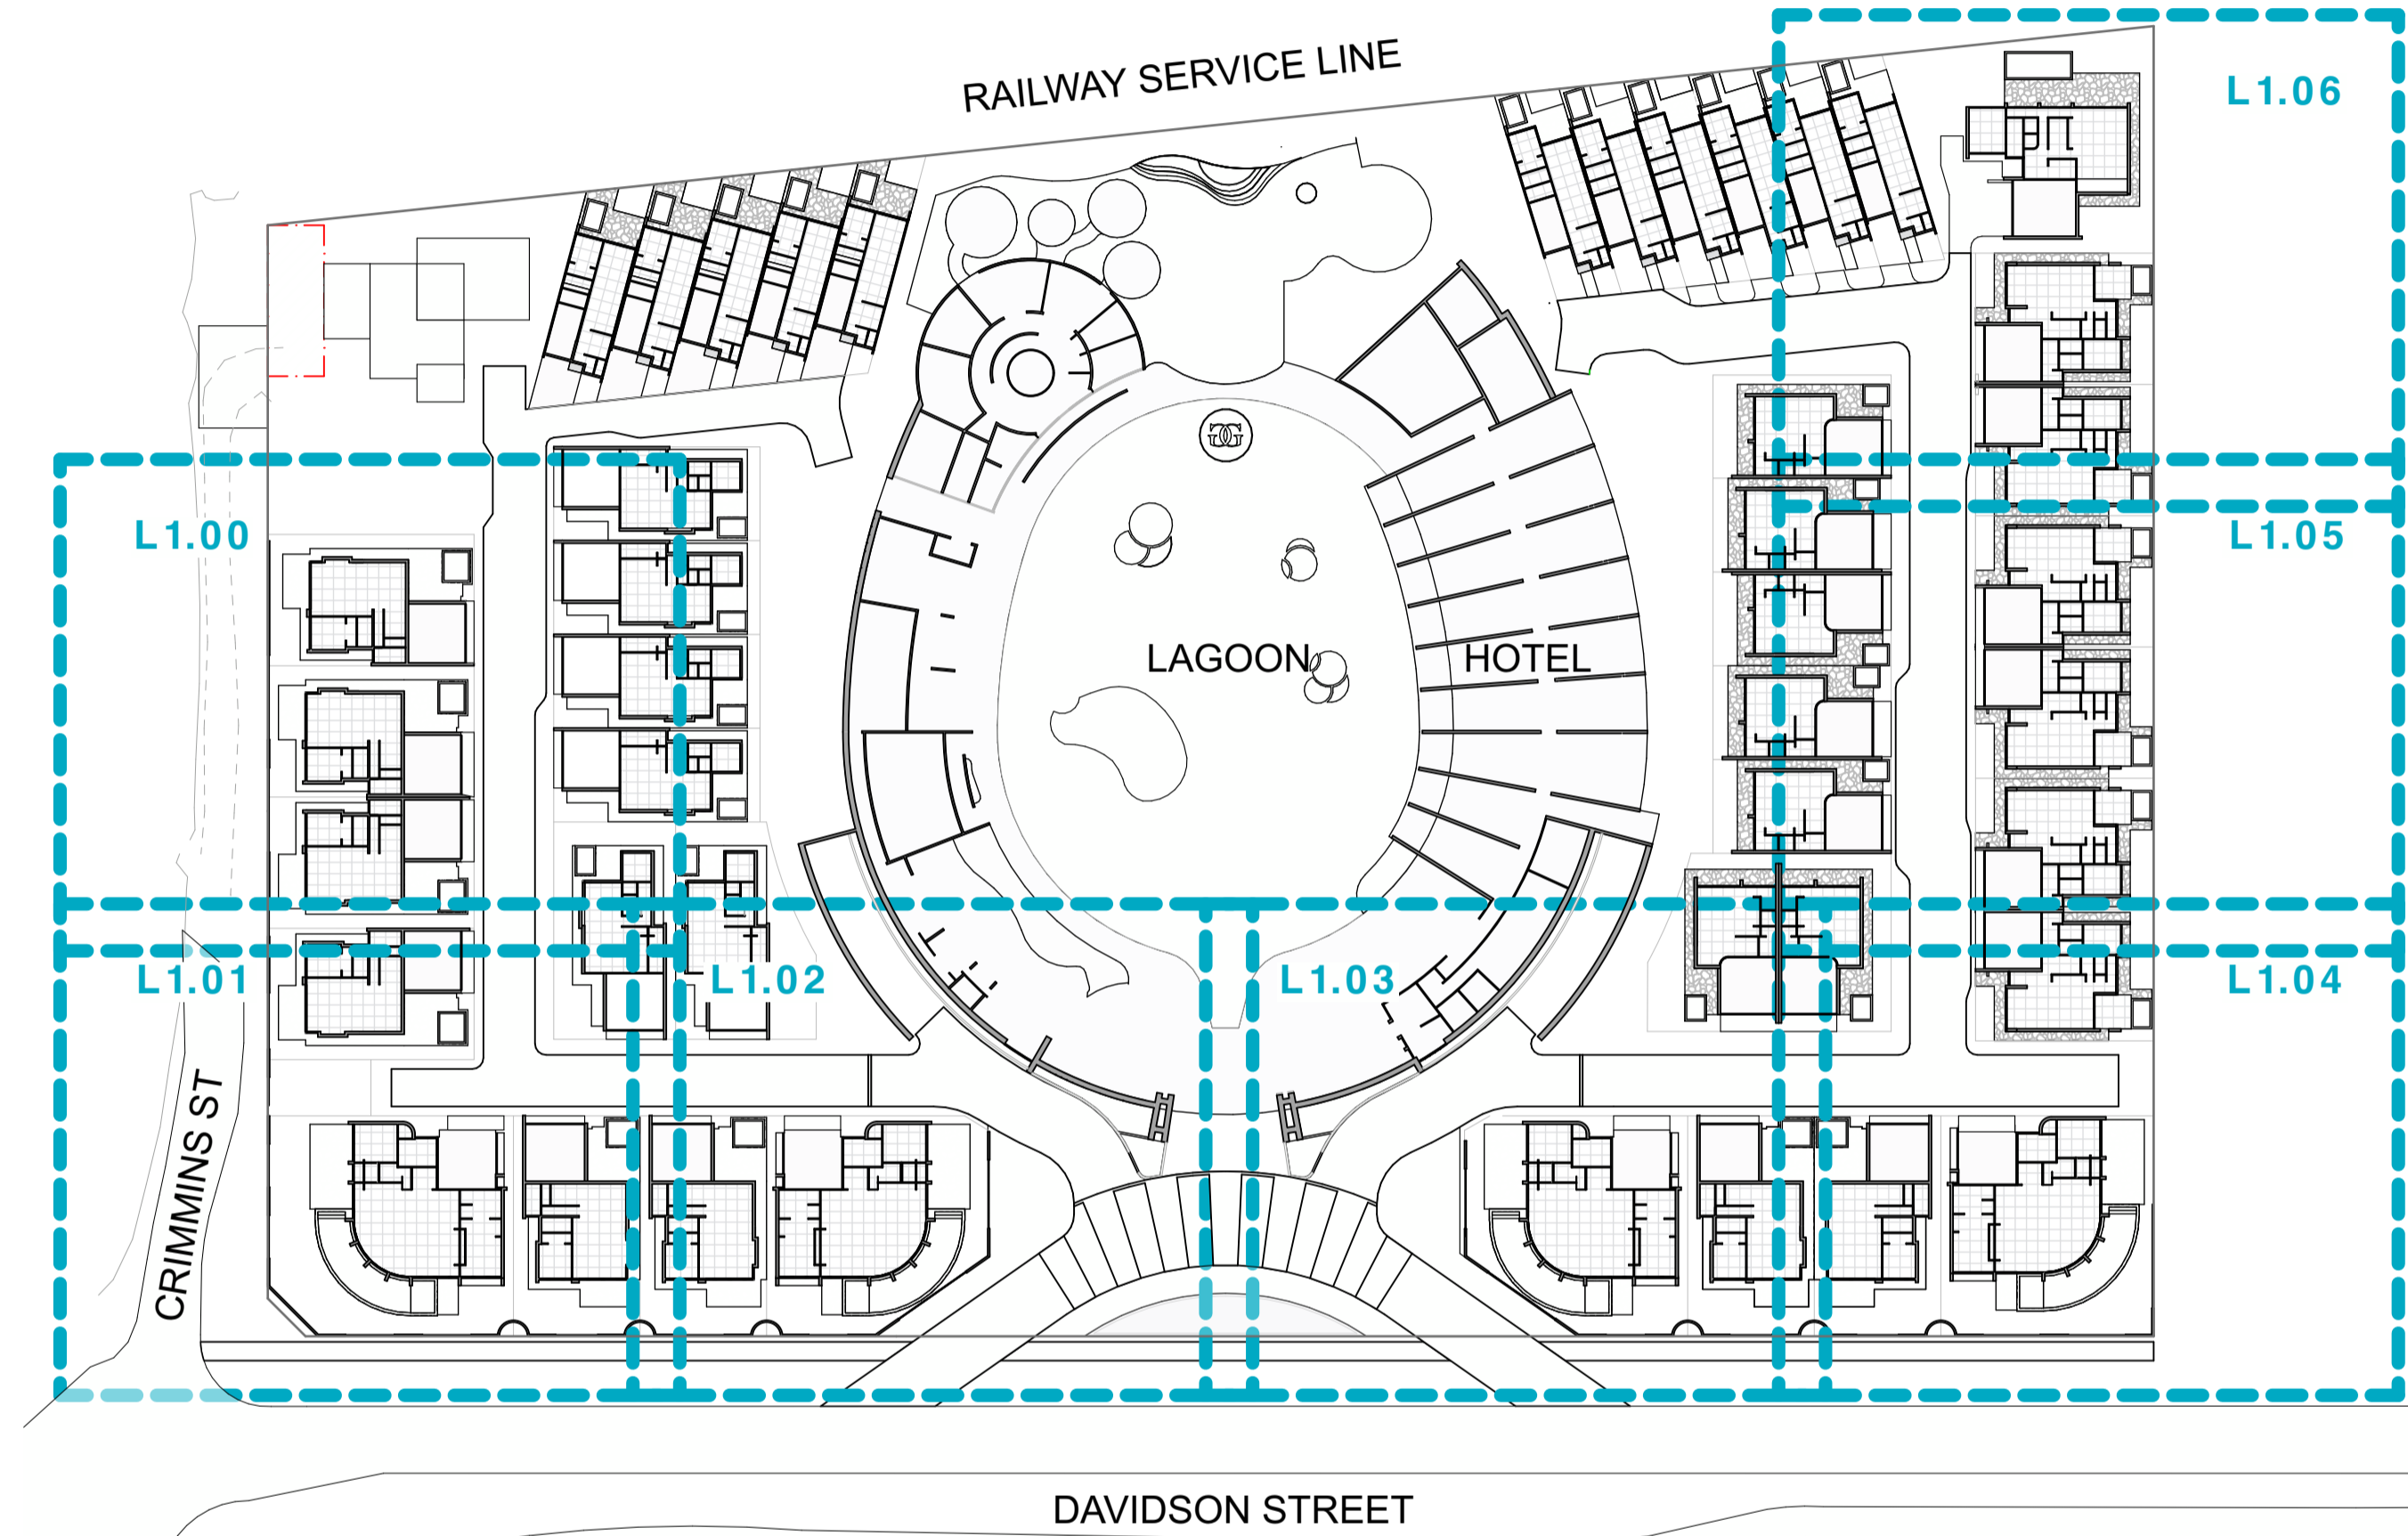 RAILWAY SERVICE LINE
L1.06
L1.00
L1.05
LAGOON
HOTEL
L1.01
L1.02
L1.03
L1.04
CRIMMINS ST
DAVIDSON STREET